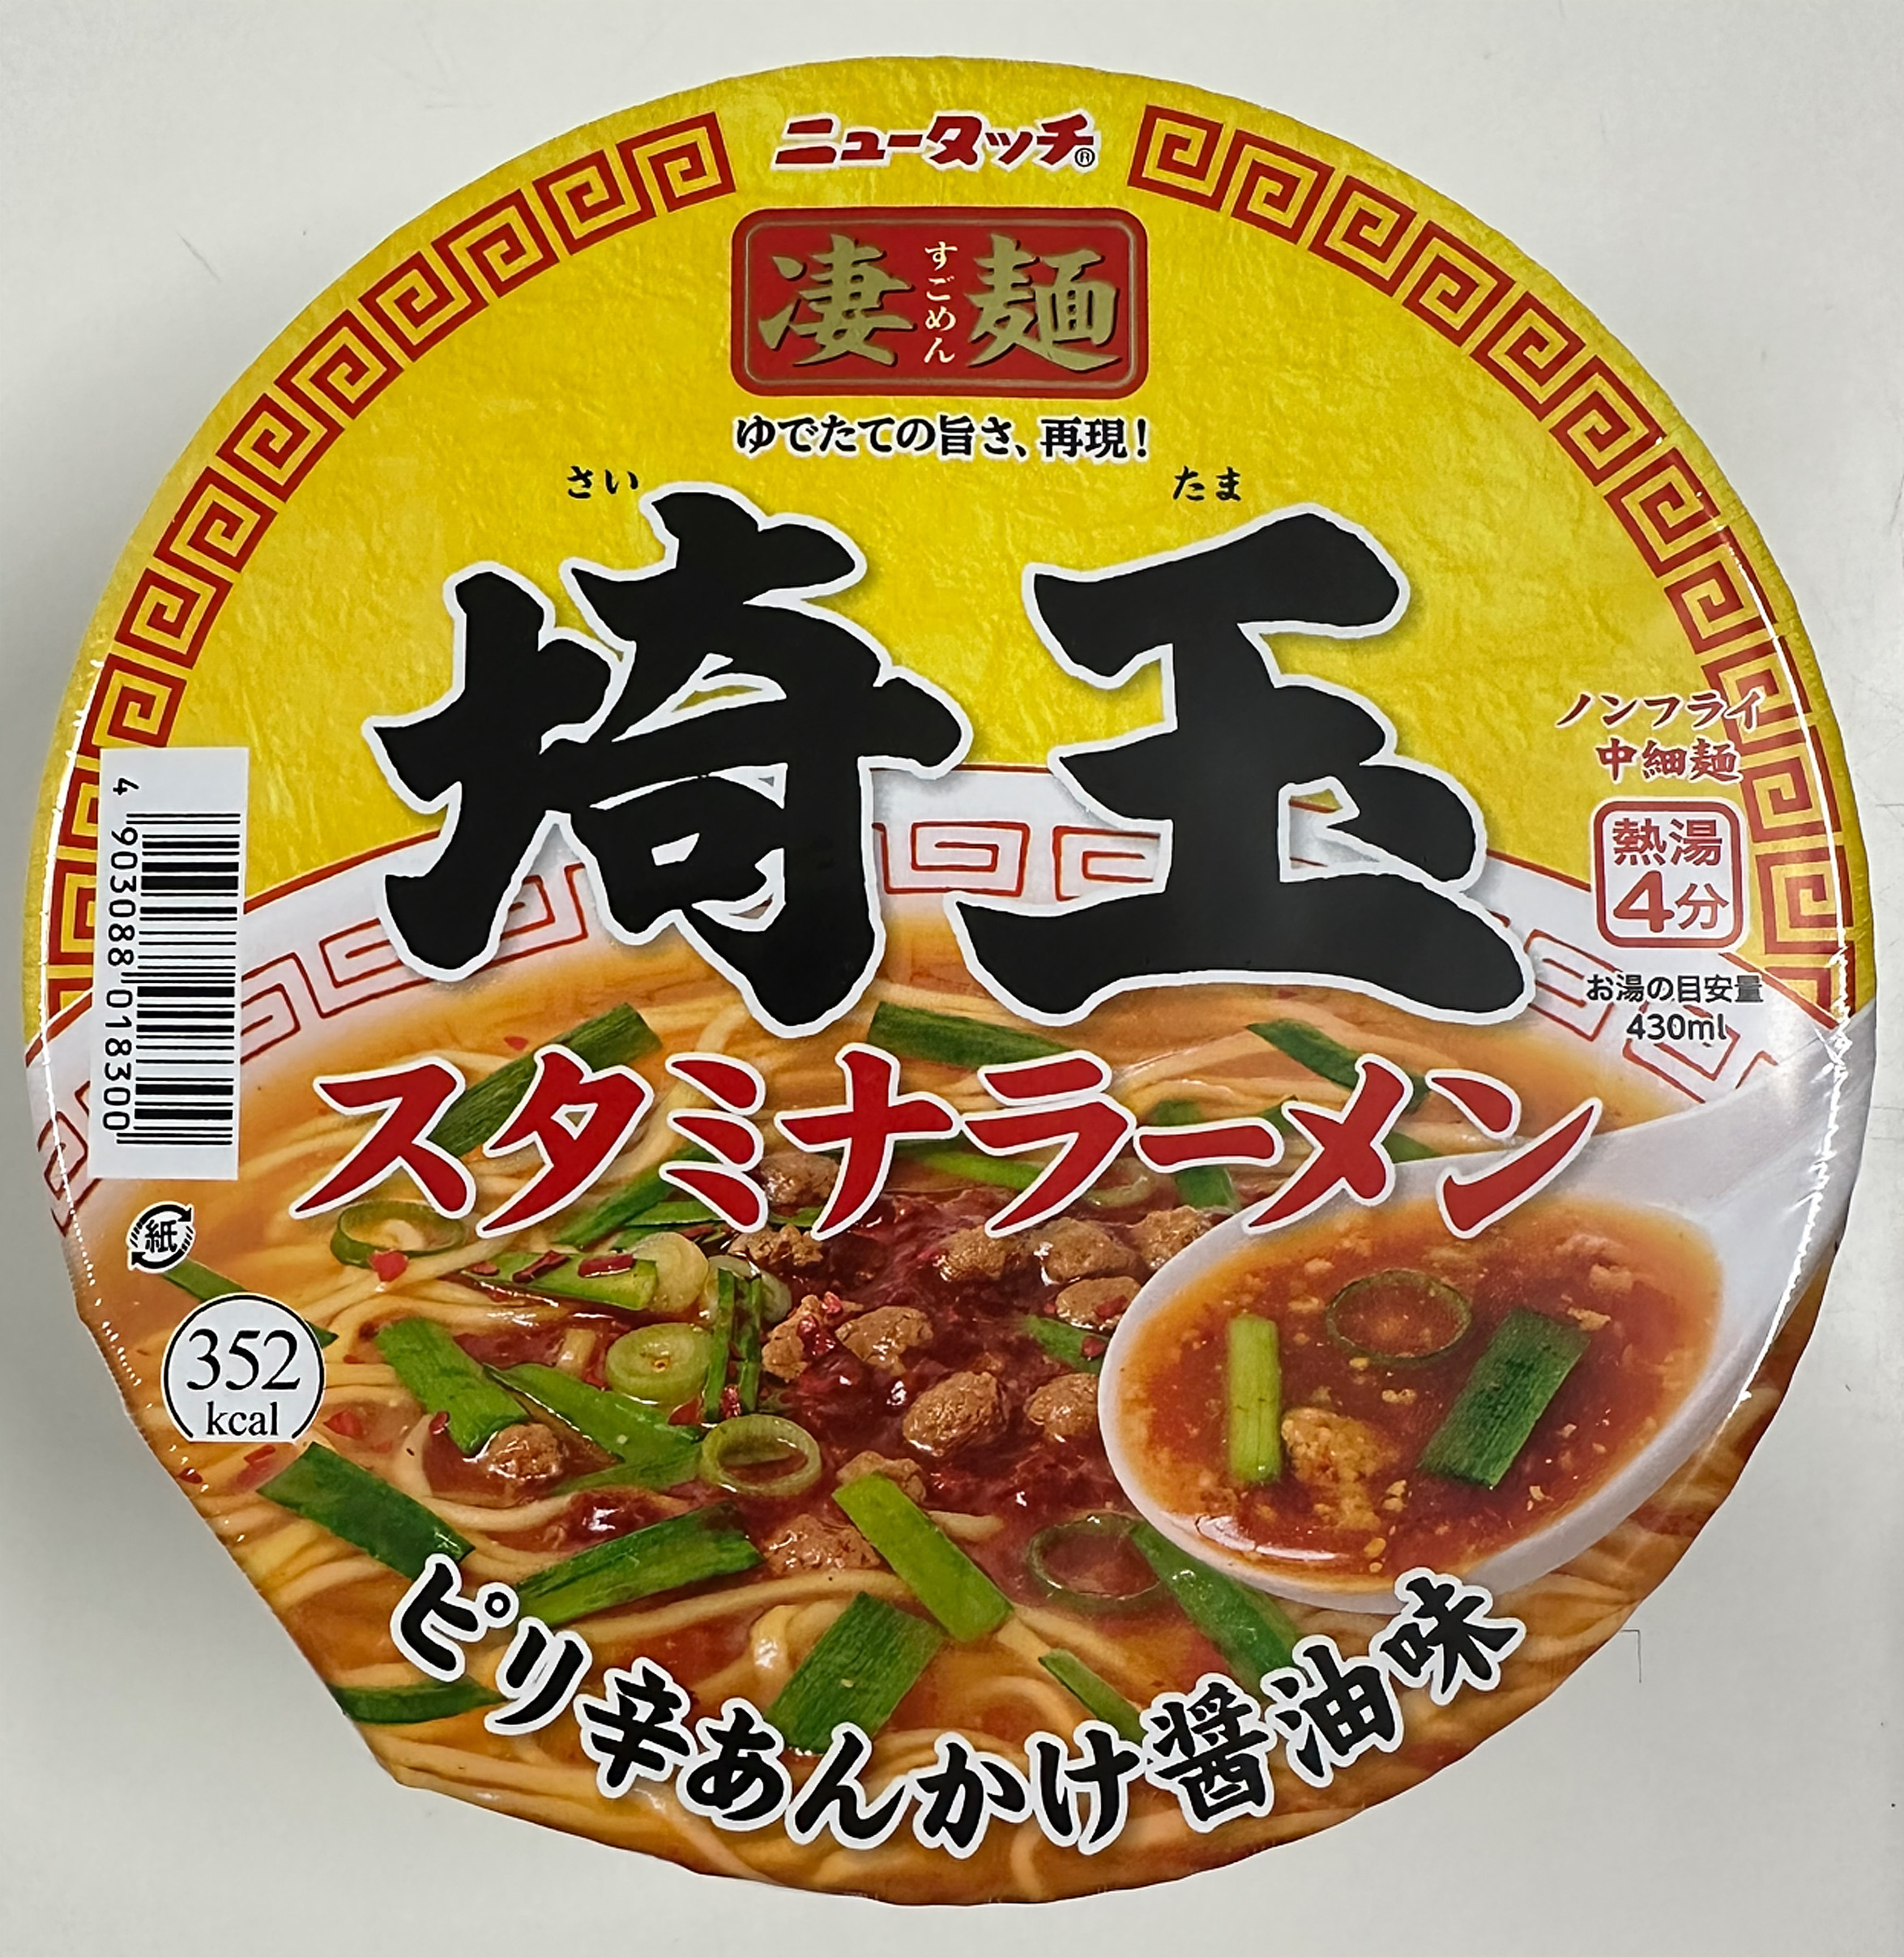 ニュータッチ®
凄麺
すごめん
ゆでたての旨さ、再現!
さいたま
埼玉
ノンフライ
中細麺
熱湯
4分
お湯の目安量
430ml
スタミナラーメン
4 903088 018300
紙
352
kcal
ピリ辛あんかけ醤油味